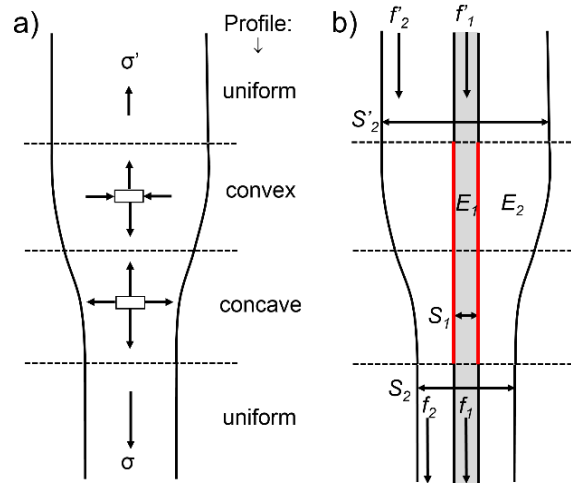 a)
Profile:
↓
σ'
uniform
convex
concave
uniform
σ
b)
f'₂
f'₁
S'₂
E₁
E₂
S₁
S₂
f₂
f₁